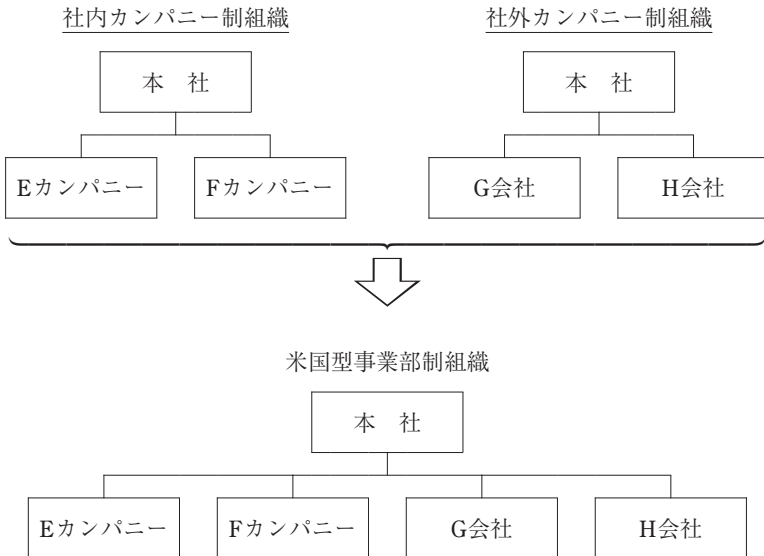 社内カンパニー制組織
社外カンパニー制組織
本　社
本　社
Eカンパニー
Fカンパニー
G会社
H会社
米国型事業部制組織
本　社
Eカンパニー
Fカンパニー
G会社
H会社